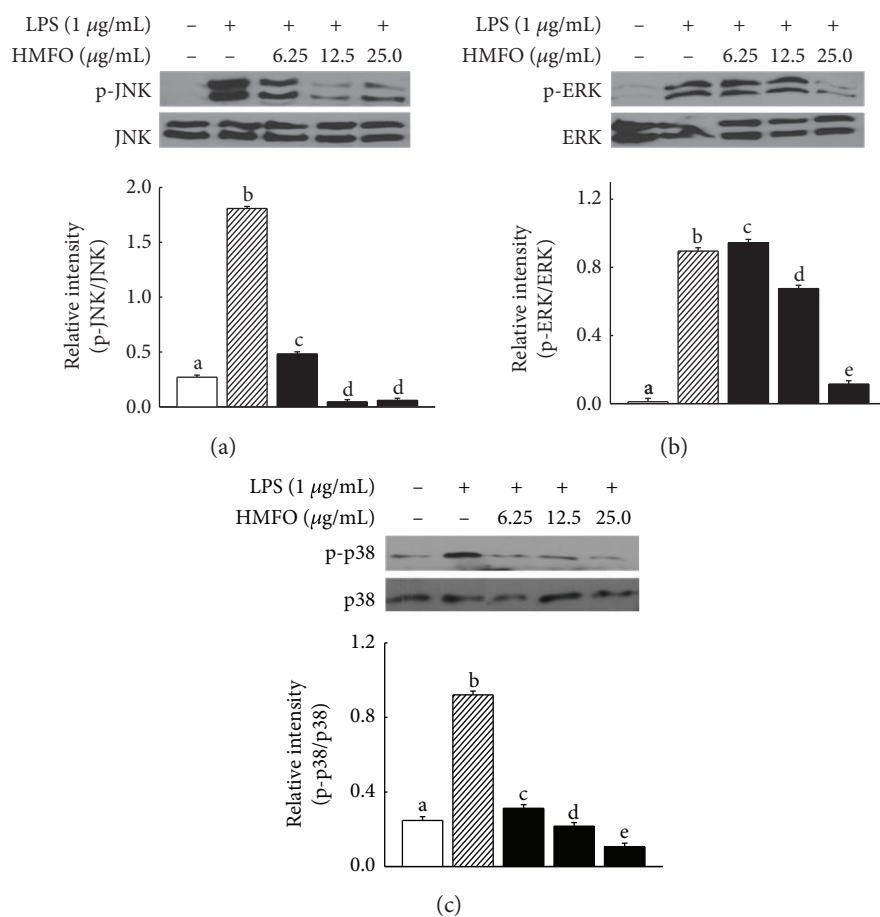 LPS (1 μg/mL) – + + + +
HMFO (μg/mL) – – 6.25 12.5 25.0
p-JNK
JNK
Relative intensity
(p-JNK/JNK)
2.0
1.5
1.0
0.5
0.0
a b c d d
(a)
LPS (1 μg/mL) – + + + +
HMFO (μg/mL) – – 6.25 12.5 25.0
p-ERK
ERK
Relative intensity
(p-ERK/ERK)
1.2
0.8
0.4
0.0
a b c d e
(b)
LPS (1 μg/mL) – + + + +
HMFO (μg/mL) – – 6.25 12.5 25.0
p-p38
p38
Relative intensity
(p-p38/p38)
1.2
0.8
0.4
0.0
a b c d e
(c)